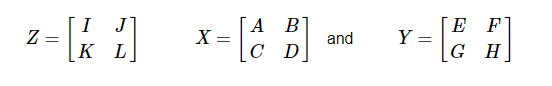 Z = [ I J K L ] X = [ A B C D ] and Y = [ E F G H ]